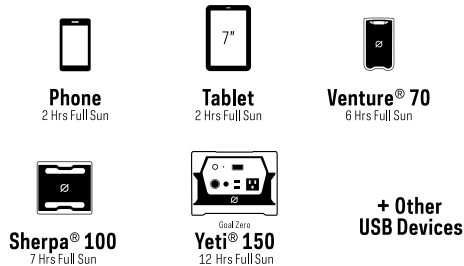 7"
Phone
2 Hrs Full Sun
Tablet
2 Hrs Full Sun
Venture® 70
6 Hrs Full Sun
Sherpa® 100
7 Hrs Full Sun
Goal Zero
Yeti® 150
12 Hrs Full Sun
+ Other
USB Devices